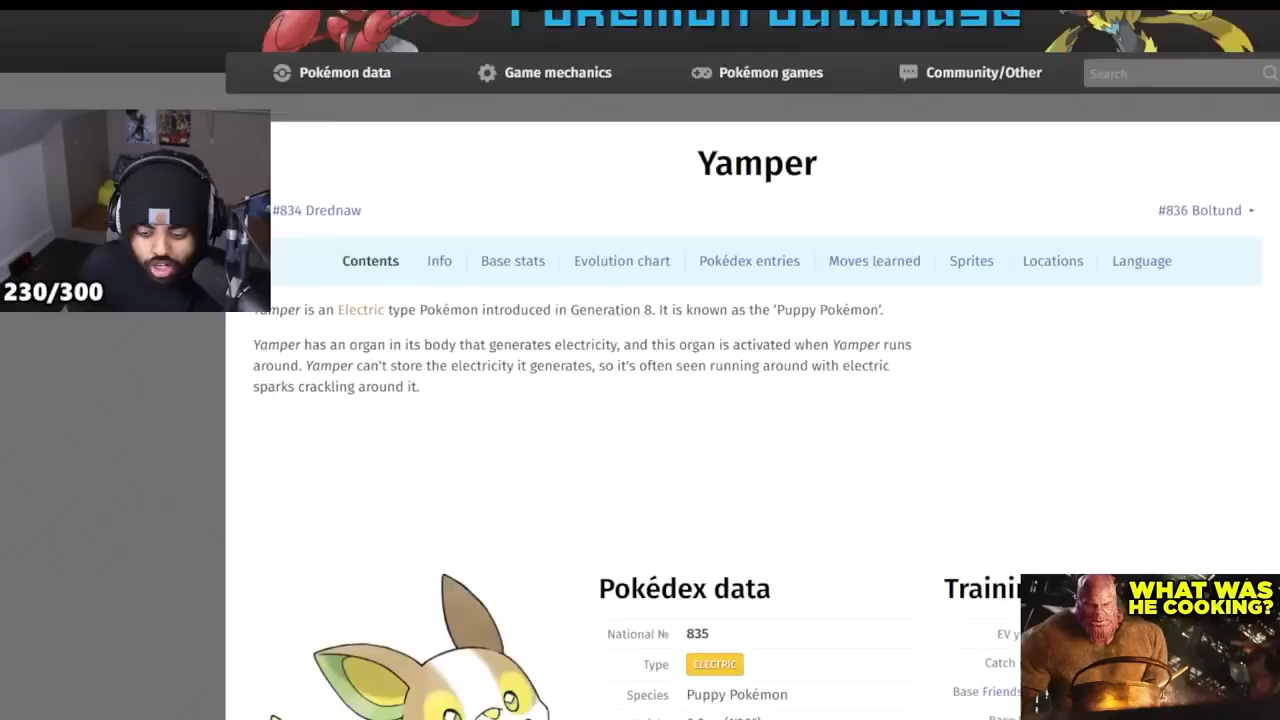 Pokémon Database
Pokémon data
Game mechanics
Pokémon games
Community/Other
Search
Yamper
#834 Drednaw
#836 Boltund
Contents
Info
Base stats
Evolution chart
Pokédex entries
Moves learned
Sprites
Locations
Language
230/300
Yamper is an Electric type Pokémon introduced in Generation 8. It is known as the ‘Puppy Pokémon’.
Yamper has an organ in its body that generates electricity, and this organ is activated when Yamper runs
around. Yamper can't store the electricity it generates, so it's often seen running around with electric
sparks crackling around it.
Pokédex data
National № 835
Type ELECTRIC
Species Puppy Pokémon
Traini
EV y
Catch
Base Friends
WHAT WAS
HE COOKING?